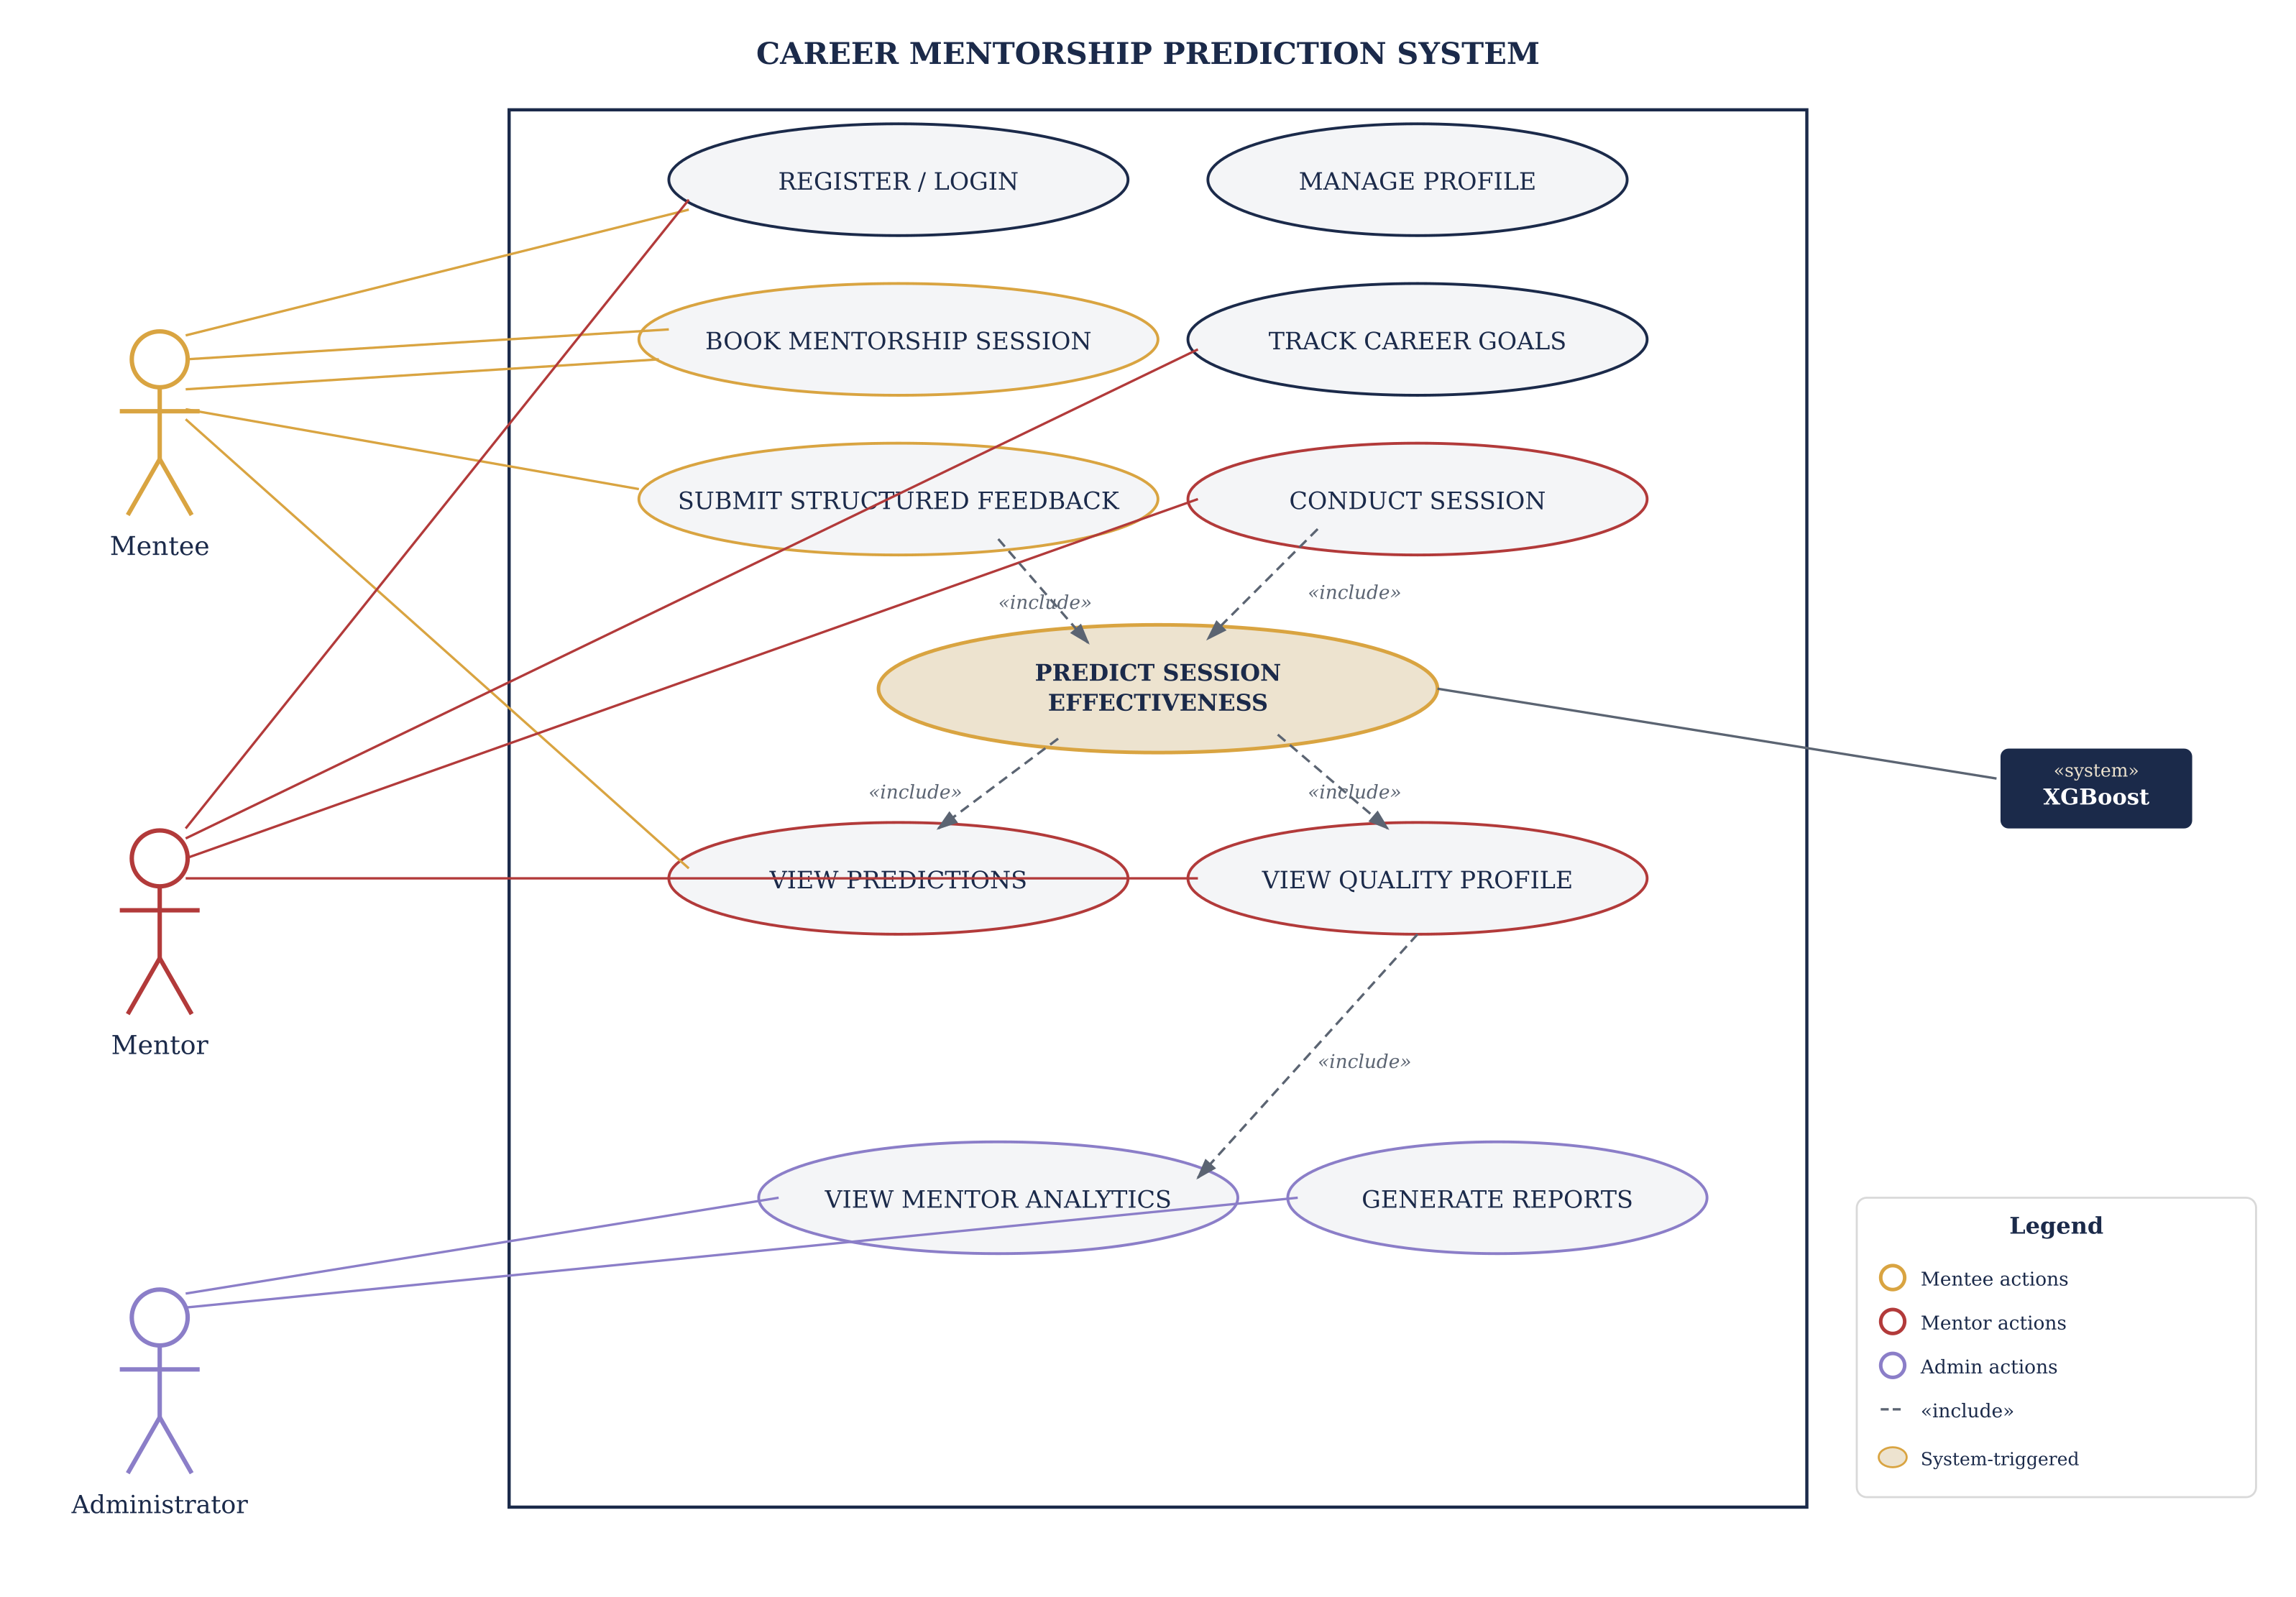 CAREER MENTORSHIP PREDICTION SYSTEM
REGISTER / LOGIN
MANAGE PROFILE
BOOK MENTORSHIP SESSION
TRACK CAREER GOALS
SUBMIT STRUCTURED FEEDBACK
CONDUCT SESSION
Mentee
«include»
«include»
PREDICT SESSION
EFFECTIVENESS
«system»
XGBoost
«include»
«include»
VIEW PREDICTIONS
VIEW QUALITY PROFILE
Mentor
«include»
VIEW MENTOR ANALYTICS
GENERATE REPORTS
Administrator
Legend
Mentee actions
Mentor actions
Admin actions
«include»
System-triggered